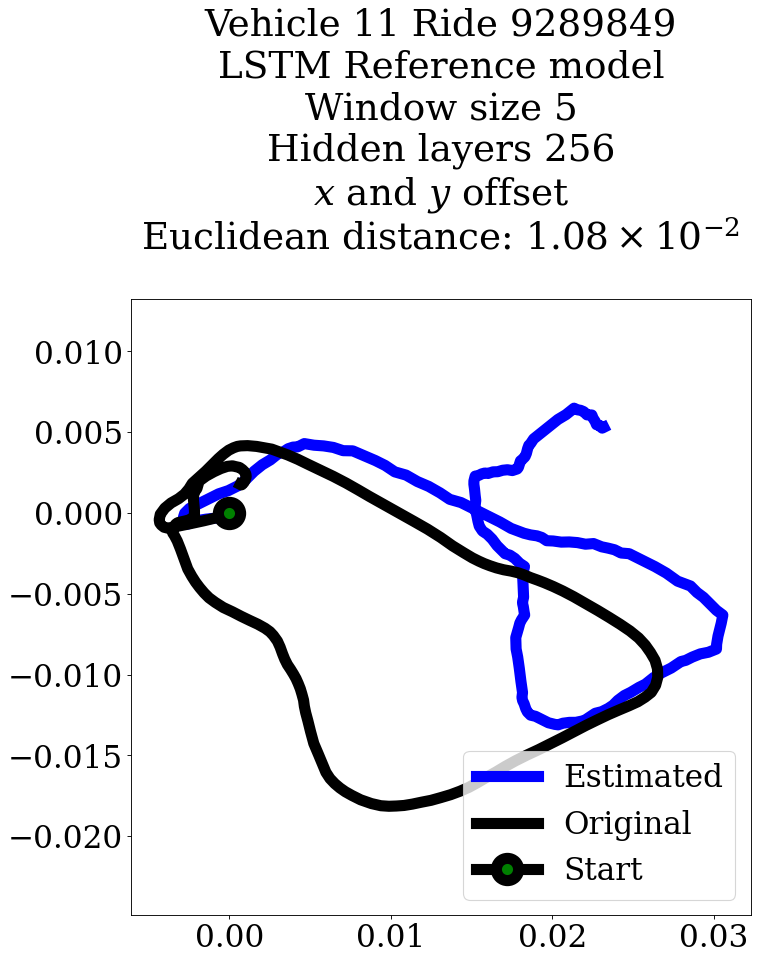 Vehicle 11 Ride 9289849
LSTM Reference model
Window size 5
Hidden layers 256
x and y offset
Euclidean distance: 1.08 × 10⁻²
0.010
0.005
0.000
−0.005
−0.010
−0.015
−0.020
Estimated
Original
Start
0.00 0.01 0.02 0.03